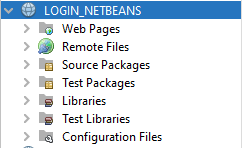 LOGIN_NETBEANS
Web Pages
Remote Files
Source Packages
Test Packages
Libraries
Test Libraries
Configuration Files